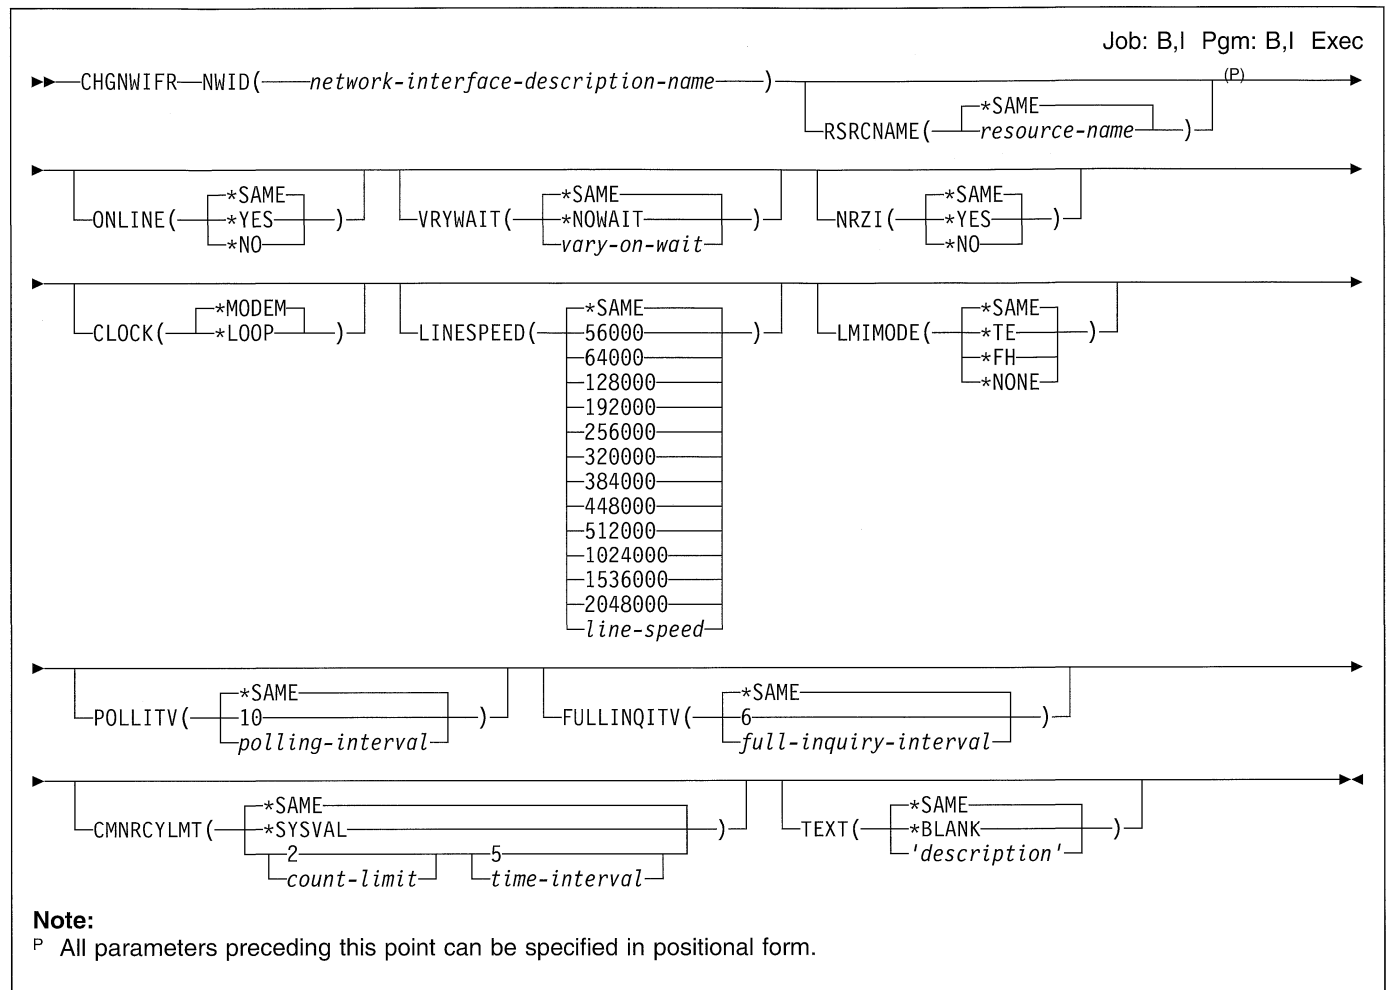 Job: B,I Pgm: B,I Exec
CHGNWIFR NWID( network-interface-description-name ) (P)
*SAME
RSRCNAME( resource-name )
*SAME *SAME *SAME
ONLINE( *YES ) VRYWAIT( *NOWAIT ) NRZI( *YES )
*NO vary-on-wait *NO
*MODEM *SAME *SAME
CLOCK( *LOOP ) LINESPEED( 56000 ) LMIMODE( *TE )
64000 *FH
128000 *NONE
192000
256000
320000
384000
448000
512000
1024000
1536000
2048000
line-speed
*SAME *SAME
POLLITV( 10 ) FULLINQITV( 6 )
polling-interval full-inquiry-interval
*SAME *SAME
CMNRCYLMT( *SYSVAL ) TEXT( *BLANK )
2 5 'description'
count-limit time-interval
Note:
P All parameters preceding this point can be specified in positional form.